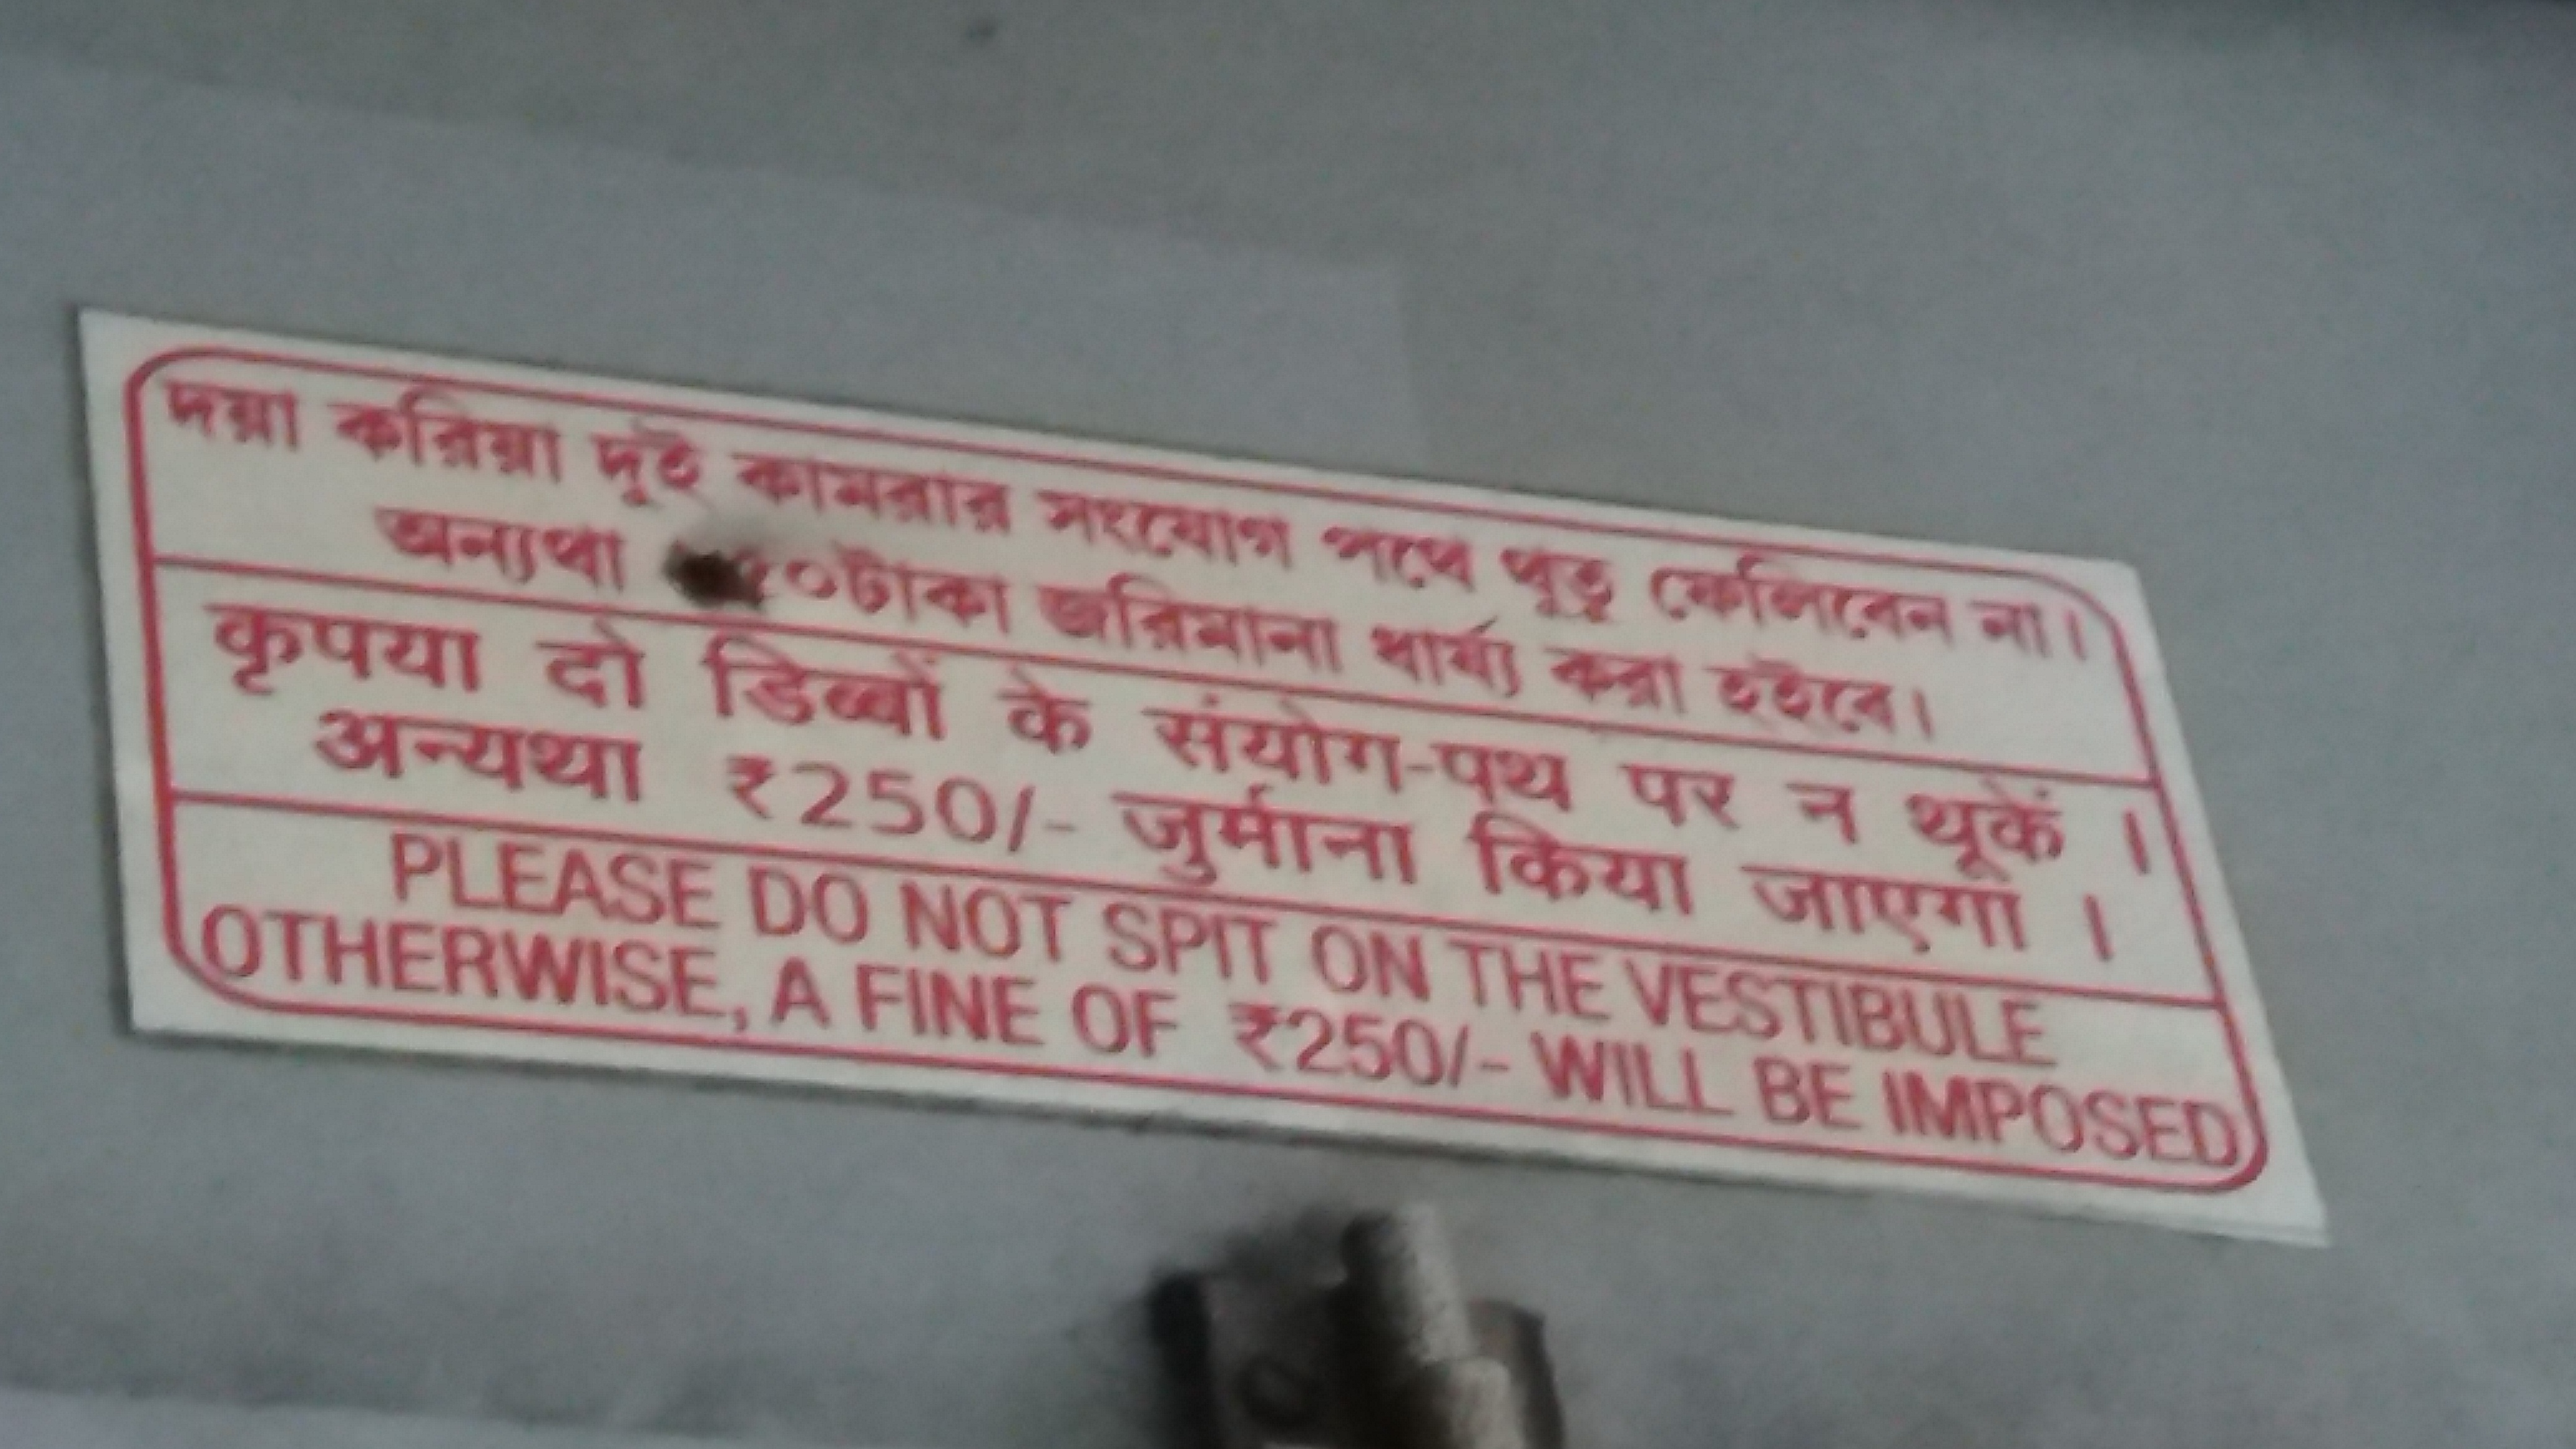 দয়া করিয়া দুই কামরার সংযোগ পথে থুতু ফেলিবেন না।
অন্যথা ৫০টাকা জরিমানা ধার্য্য করা হইবে।
कृपया दो डिब्बों के संयोग-पथ पर न थूकें ।
अन्यथा ₹250/- जुर्माना किया जाएगा ।
PLEASE DO NOT SPIT ON THE VESTIBULE
OTHERWISE, A FINE OF ₹250/- WILL BE IMPOSED